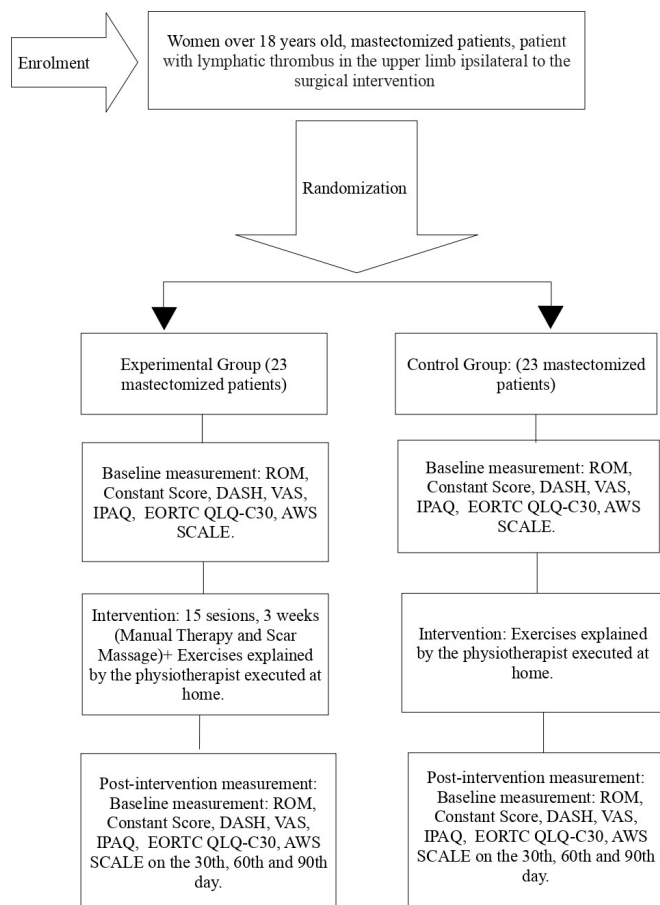 Enrolment
Women over 18 years old, mastectomized patients, patient
with lymphatic thrombus in the upper limb ipsilateral to the
surgical intervention
Randomization
Experimental Group (23
mastectomized patients)
Control Group: (23 mastectomized
patients)
Baseline measurement: ROM,
Constant Score, DASH, VAS,
IPAQ, EORTC QLQ-C30, AWS
SCALE.
Baseline measurement: ROM,
Constant Score, DASH, VAS,
IPAQ, EORTC QLQ-C30, AWS
SCALE.
Intervention: 15 sesions, 3 weeks
(Manual Therapy and Scar
Massage)+ Exercises explained
by the physiotherapist executed at
home.
Intervention: Exercises explained
by the physiotherapist executed at
home.
Post-intervention measurement:
Baseline measurement: ROM,
Constant Score, DASH, VAS,
IPAQ, EORTC QLQ-C30, AWS
SCALE on the 30th, 60th and 90th
day.
Post-intervention measurement:
Baseline measurement: ROM,
Constant Score, DASH, VAS,
IPAQ, EORTC QLQ-C30, AWS
SCALE on the 30th, 60th and 90th
day.